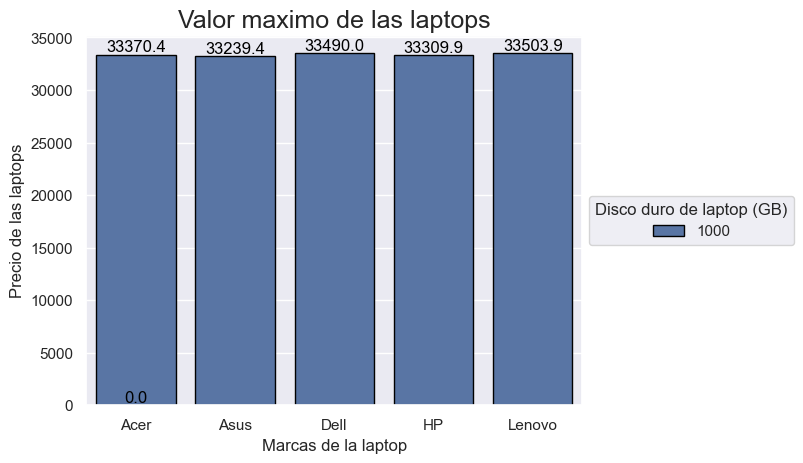 Valor maximo de las laptops
33370.4 33239.4 33490.0 33309.9 33503.9
35000
30000
25000
20000
15000
10000
5000
0
0.0
Precio de las laptops
Acer Asus Dell HP Lenovo
Marcas de la laptop
Disco duro de laptop (GB)
1000